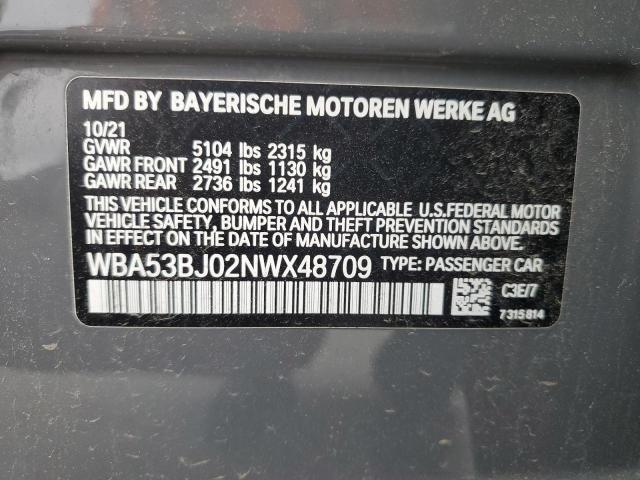 MFD BY BAYERISCHE MOTOREN WERKE AG
10/21
GVWR 5104 lbs 2315 kg
GAWR FRONT 2491 lbs 1130 kg
GAWR REAR 2736 lbs 1241 kg
THIS VEHICLE CONFORMS TO ALL APPLICABLE U.S.FEDERAL MOTOR
VEHICLE SAFETY, BUMPER AND THEFT PREVENTION STANDARDS
IN EFFECT ON THE DATE OF MANUFACTURE SHOWN ABOVE.
WBA53BJ02NWX48709 TYPE: PASSENGER CAR
C3E/7
7315814